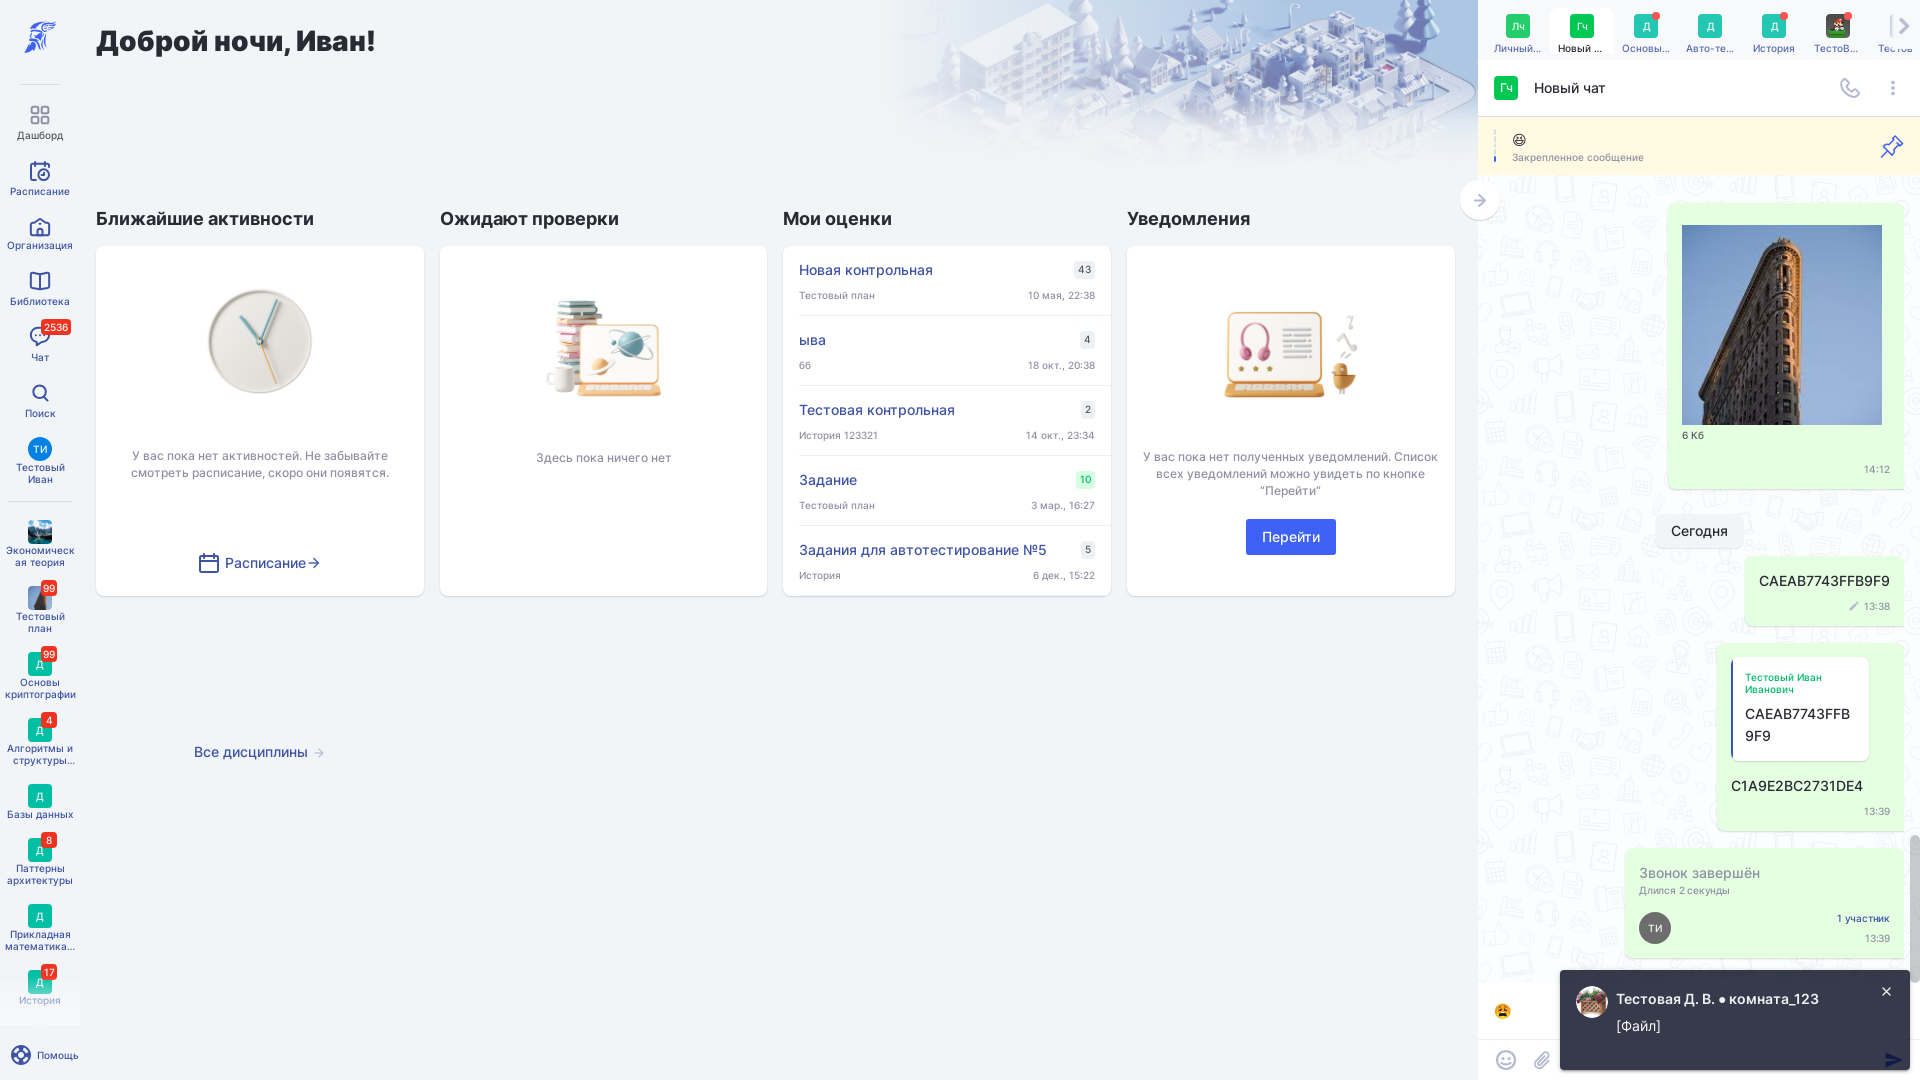 Доброй ночи, Иван!
Дашборд
Расписание
Организация
Библиотека
2536
Чат
Поиск
ТИ
Тестовый
Иван
Экономическ
ая теория
99
Тестовый
план
99
Д
Основы
криптографии
4
Д
Алгоритмы и
структуры...
Д
Базы данных
8
Д
Паттерны
архитектуры
Д
Прикладная
математика...
17
Д
История
Помощь
Ближайшие активности
У вас пока нет активностей. Не забывайте
смотреть расписание, скоро они появятся.
Расписание
Ожидают проверки
Здесь пока ничего нет
Мои оценки
Новая контрольная 43
Тестовый план 10 мая, 22:38
ыва 4
бб 18 окт., 20:38
Тестовая контрольная 2
История 123321 14 окт., 23:34
Задание 10
Тестовый план 3 мар., 16:27
Задания для автотестирование №5 5
История 6 дек., 15:22
Уведомления
У вас пока нет полученных уведомлений. Список
всех уведомлений можно увидеть по кнопке
“Перейти”
Перейти
Все дисциплины
Лч Гч Д Д Д
Личный... Новый ... Основы... Авто-те... История ТестоВ...
Гч Новый чат
Закрепленное сообщение
6 Кб
14:12
Сегодня
CAEAB7743FFB9F9
13:38
Тестовый Иван
Иванович
CAEAB7743FFB
9F9
C1A9E2BC2731DE4
13:39
Звонок завершён
Длился 2 секунды
ТИ
1 участник
13:39
Тестовая Д. В. ● комната_123
[Файл]